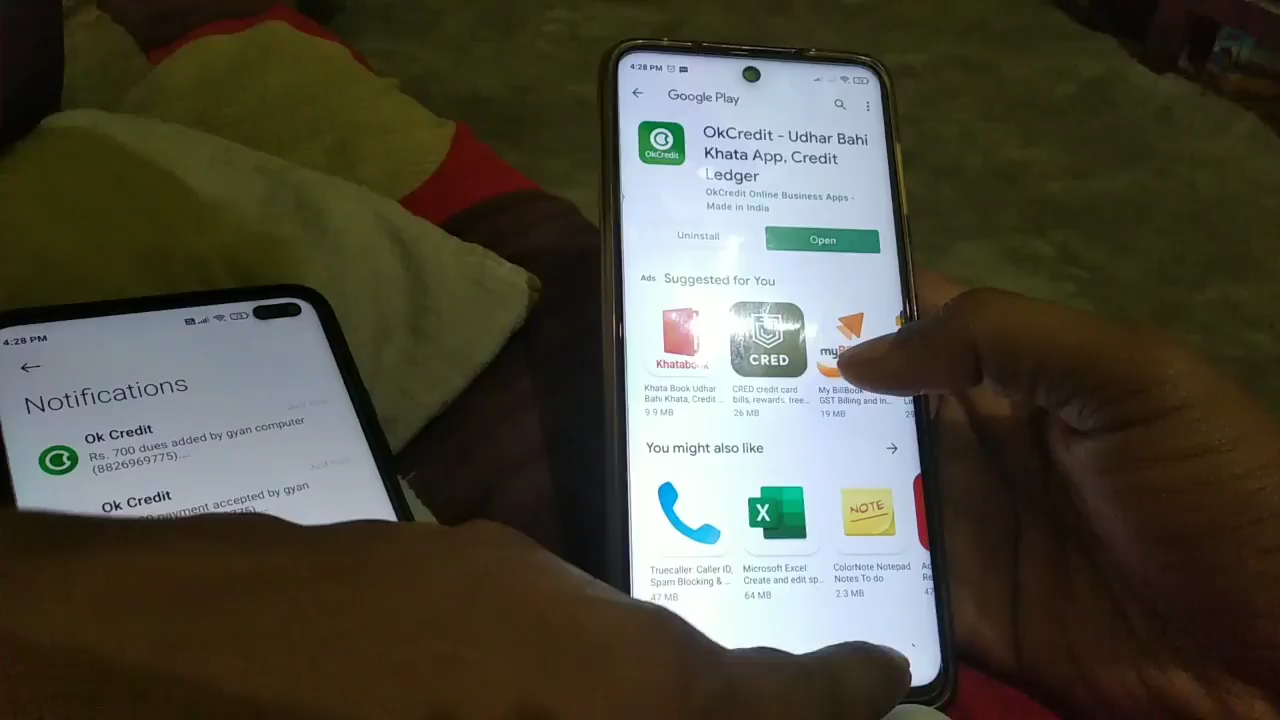 4:28 PM
Notifications
Just now
Ok Credit
Rs. 700 dues added by gyan computer
(8826969775)....
Just now
Ok Credit
payment accepted by gyan
4:28 PM
Google Play
OkCredit
OkCredit - Udhar Bahi
Khata App, Credit
Ledger
OkCredit Online Business Apps -
Made in India
Uninstall
Open
Ads Suggested for You
Khatabook
CRED
Khata Book Udhar
Bahi Khata, Credit ...
9.9 MB
CRED credit card
bills, rewards, free...
26 MB
My BillBook
GST Billing and In...
19 MB
You might also like
X
NOTE
Truecaller: Caller ID,
Spam Blocking & ...
47 MB
Microsoft Excel:
Create and edit sp...
64 MB
ColorNote Notepad
Notes To do
2.3 MB